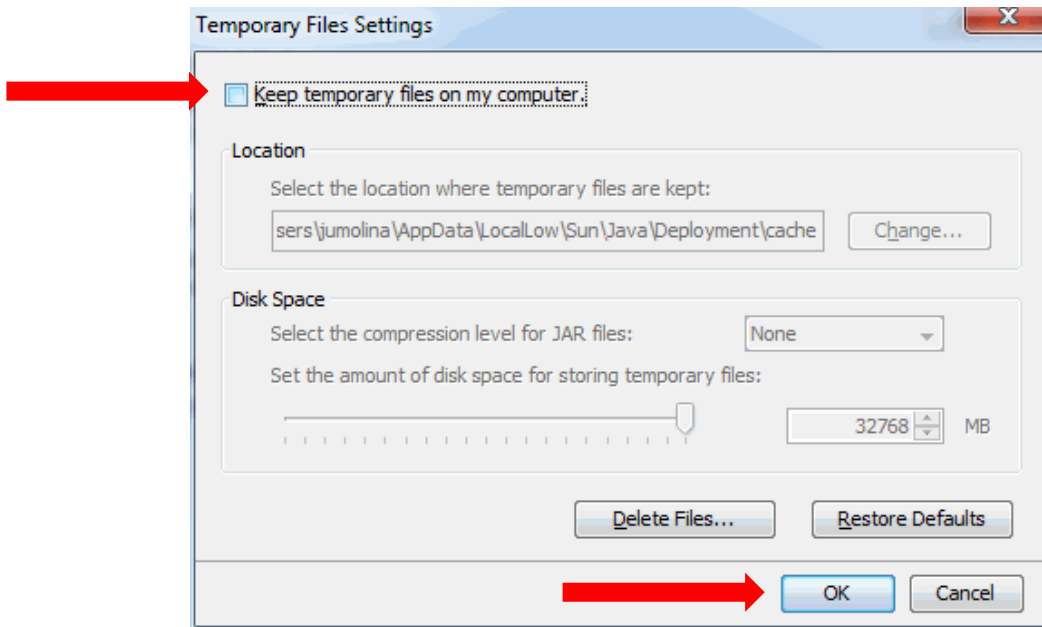 Temporary Files Settings
Keep temporary files on my computer.
Location
Select the location where temporary files are kept:
sers\jumolina\AppData\LocalLow\Sun\Java\Deployment\cache
Change...
Disk Space
Select the compression level for JAR files:
None
Set the amount of disk space for storing temporary files:
32768
MB
Delete Files...
Restore Defaults
OK
Cancel